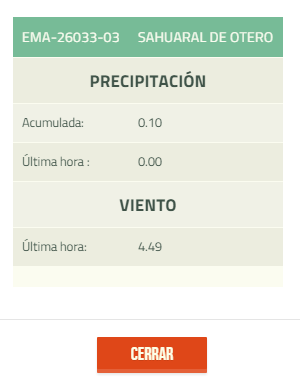 EMA-26033-03 SAHUARAL DE OTERO
PRECIPITACIÓN
Acumulada: 0.10
Última hora : 0.00
VIENTO
Última hora: 4.49
CERRAR